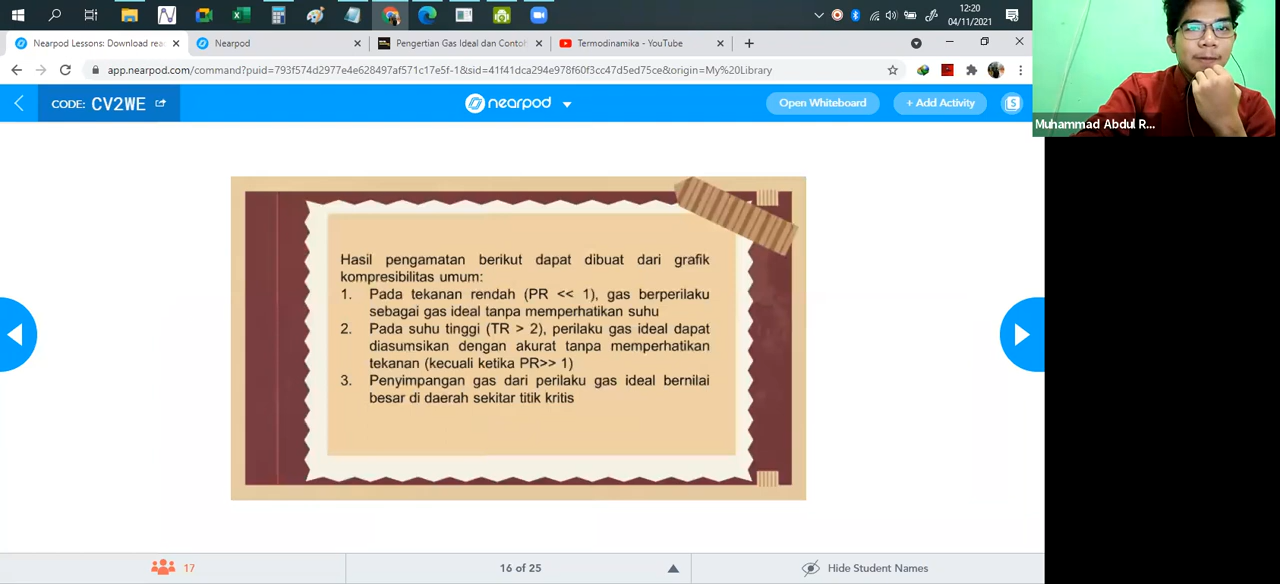 12:20
04/11/2021
Nearpod Lessons: Download rea
Nearpod
Pengertian Gas Ideal dan Contoh
Termodinamika - YouTube
app.nearpod.com/command?puid=793f574d2977e4e628497af571c17e5f-1&sid=41f41dca294e978f60f3cc47d5ed75ce&origin=My%20Library
CODE: CV2WE
nearpod
Open Whiteboard
+ Add Activity
S
Muhammad Abdul R...
Hasil pengamatan berikut dapat dibuat dari grafik
kompresibilitas umum:
1. Pada tekanan rendah (PR << 1), gas berperilaku
sebagai gas ideal tanpa memperhatikan suhu
2. Pada suhu tinggi (TR > 2), perilaku gas ideal dapat
diasumsikan dengan akurat tanpa memperhatikan
tekanan (kecuali ketika PR>> 1)
3. Penyimpangan gas dari perilaku gas ideal bernilai
besar di daerah sekitar titik kritis
17
16 of 25
Hide Student Names